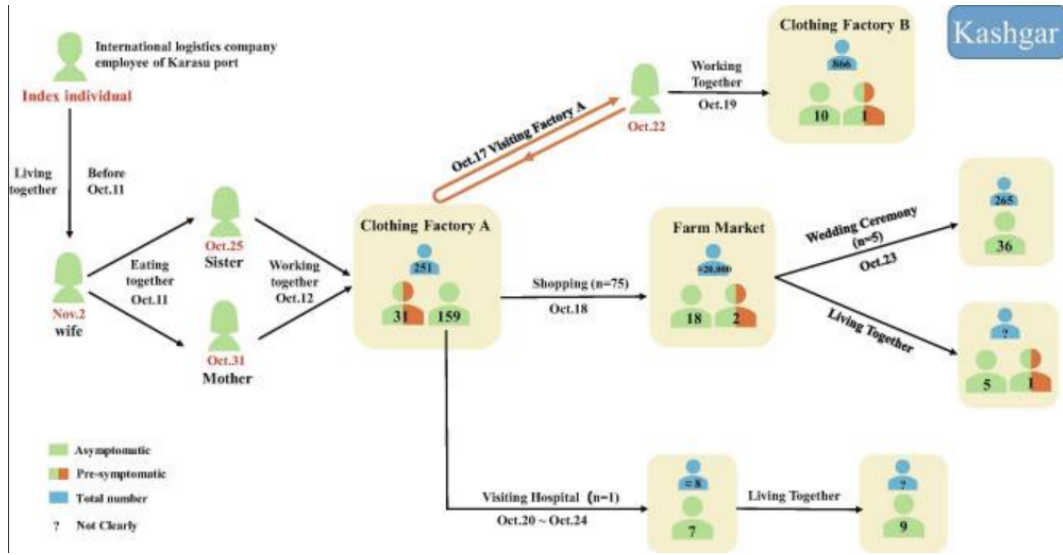 Kashgar
International logistics company
employee of Karasu port
Index individual
Living
together
Before
Oct.11
Nov.2
wife
Eating
together
Oct.11
Oct.25
Sister
Oct.31
Mother
Working
together
Oct.12
Clothing Factory A
251
31
159
Oct.17 Visiting Factory A
Oct.22
Working
Together
Oct.19
Clothing Factory B
866
10
1
Shopping (n=75)
Oct.18
Farm Market
≈20,000
18
2
Wedding Ceremony
(n=5)
Oct.23
265
36
Living Together
?
5
1
Visiting Hospital (n=1)
Oct.20 ~ Oct.24
= 8
7
Living Together
?
9
Asymptomatic
Pre-symptomatic
Total number
? Not Clearly